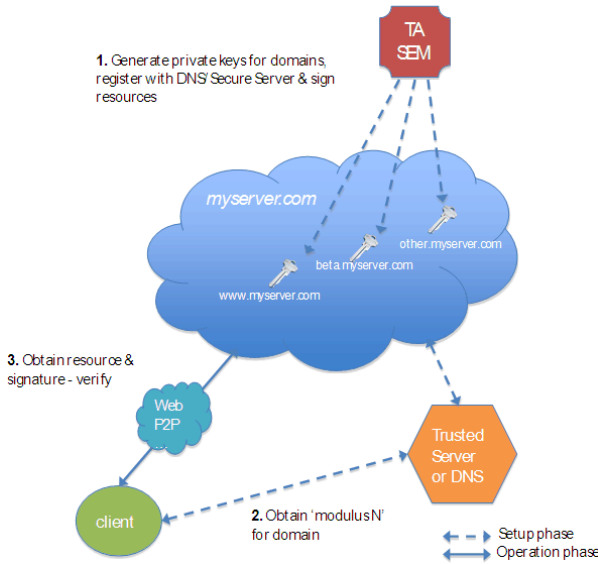 TA
SEM
1. Generate private keys for domains,
register with DNS/Secure Server & sign
resources
myserver.com
other.myserver.com
beta.myserver.com
www.myserver.com
3. Obtain resource &
signature - verify
Web
P2P
...
Trusted
Server
or DNS
client
2. Obtain 'modulus N'
for domain
Setup phase
Operation phase